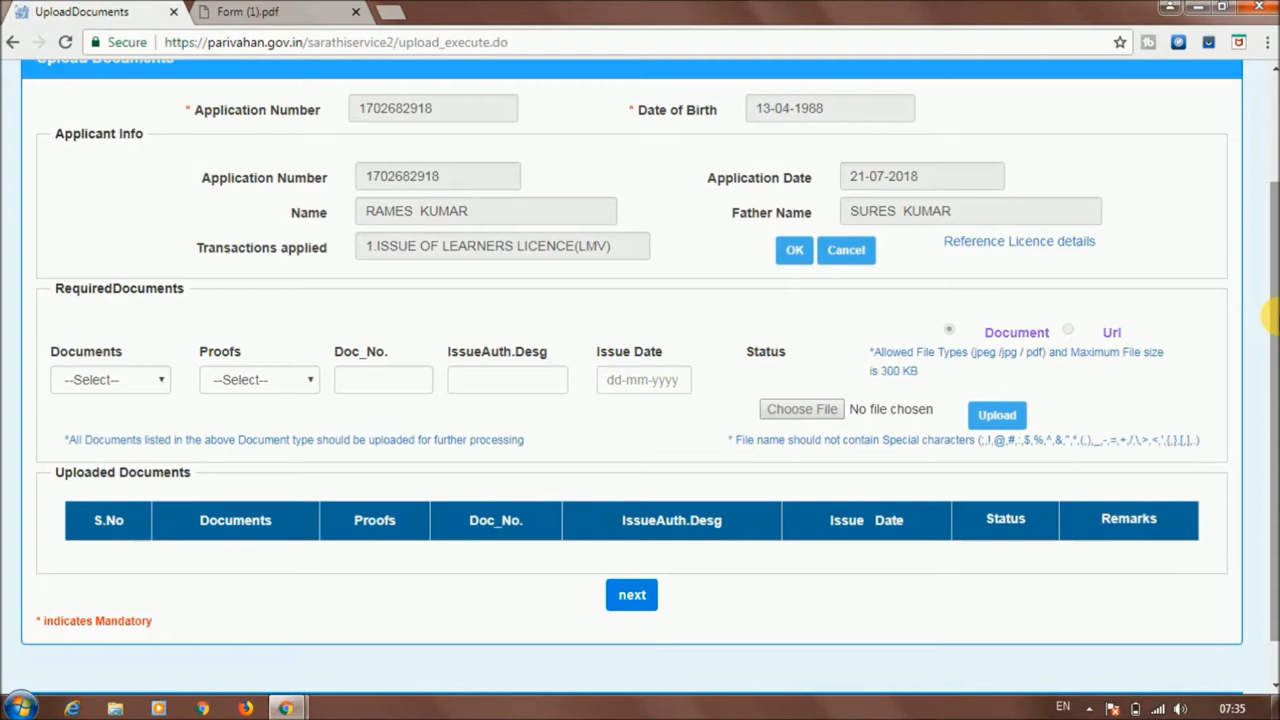 UploadDocuments
Form (1).pdf
Secure
https://parivahan.gov.in/sarathiservice2/upload_execute.do
Upload Documents
* Application Number 1702682918 * Date of Birth 13-04-1988
Applicant Info
Application Number 1702682918 Application Date 21-07-2018
Name RAMES KUMAR Father Name SURES KUMAR
Transactions applied 1.ISSUE OF LEARNERS LICENCE(LMV) OK Cancel Reference Licence details
RequiredDocuments
Document Url
Documents Proofs Doc_No. IssueAuth.Desg Issue Date Status *Allowed File Types (jpeg /jpg / pdf) and Maximum File size
is 300 KB
--Select-- --Select-- dd-mm-yyyy
Choose File No file chosen Upload
*All Documents listed in the above Document type should be uploaded for further processing
* File name should not contain Special characters (;,!,@,#,:,$,%,^,&,",*,(,),_,-,=,+,/,\,>,<,',{,},[,],.)
Uploaded Documents
S.No Documents Proofs Doc_No. IssueAuth.Desg Issue Date Status Remarks
next
* indicates Mandatory
EN 07:35